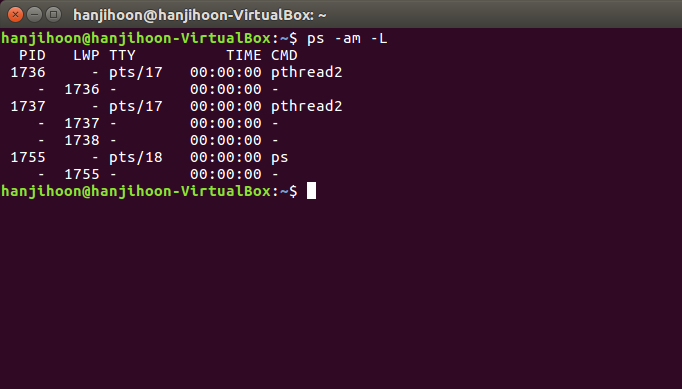 hanjihoon@hanjihoon-VirtualBox: ~
hanjihoon@hanjihoon-VirtualBox:~$ ps -am -L
  PID   LWP TTY          TIME CMD
 1736     - pts/17   00:00:00 pthread2
    -  1736 -        00:00:00 -
 1737     - pts/17   00:00:00 pthread2
    -  1737 -        00:00:00 -
    -  1738 -        00:00:00 -
 1755     - pts/18   00:00:00 ps
    -  1755 -        00:00:00 -
hanjihoon@hanjihoon-VirtualBox:~$